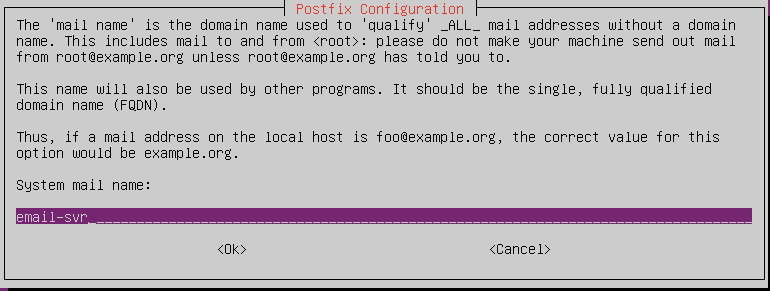 Postfix Configuration
The 'mail name' is the domain name used to 'qualify' _ALL_ mail addresses without a domain
name. This includes mail to and from <root>: please do not make your machine send out mail
from root@example.org unless root@example.org has told you to.
This name will also be used by other programs. It should be the single, fully qualified
domain name (FQDN).
Thus, if a mail address on the local host is foo@example.org, the correct value for this
option would be example.org.
System mail name:
email-svr
<Ok> <Cancel>